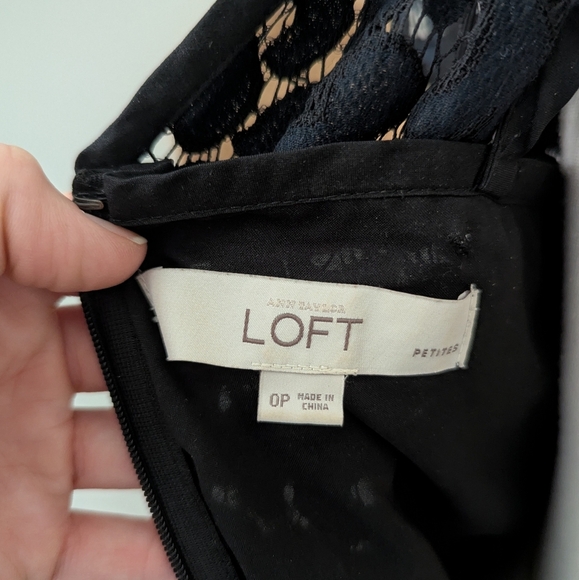 ANN TAYLOR
LOFT
PETITES
0P
MADE IN
CHINA